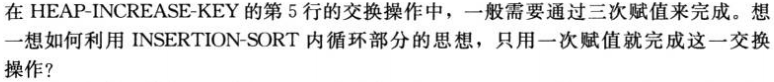 在 HEAP-INCREASE-KEY 的第 5 行的交换操作中，一般需要通过三次赋值来完成。想
一想如何利用 INSERTION-SORT 内循环部分的思想，只用一次赋值就完成这一交换
操作？